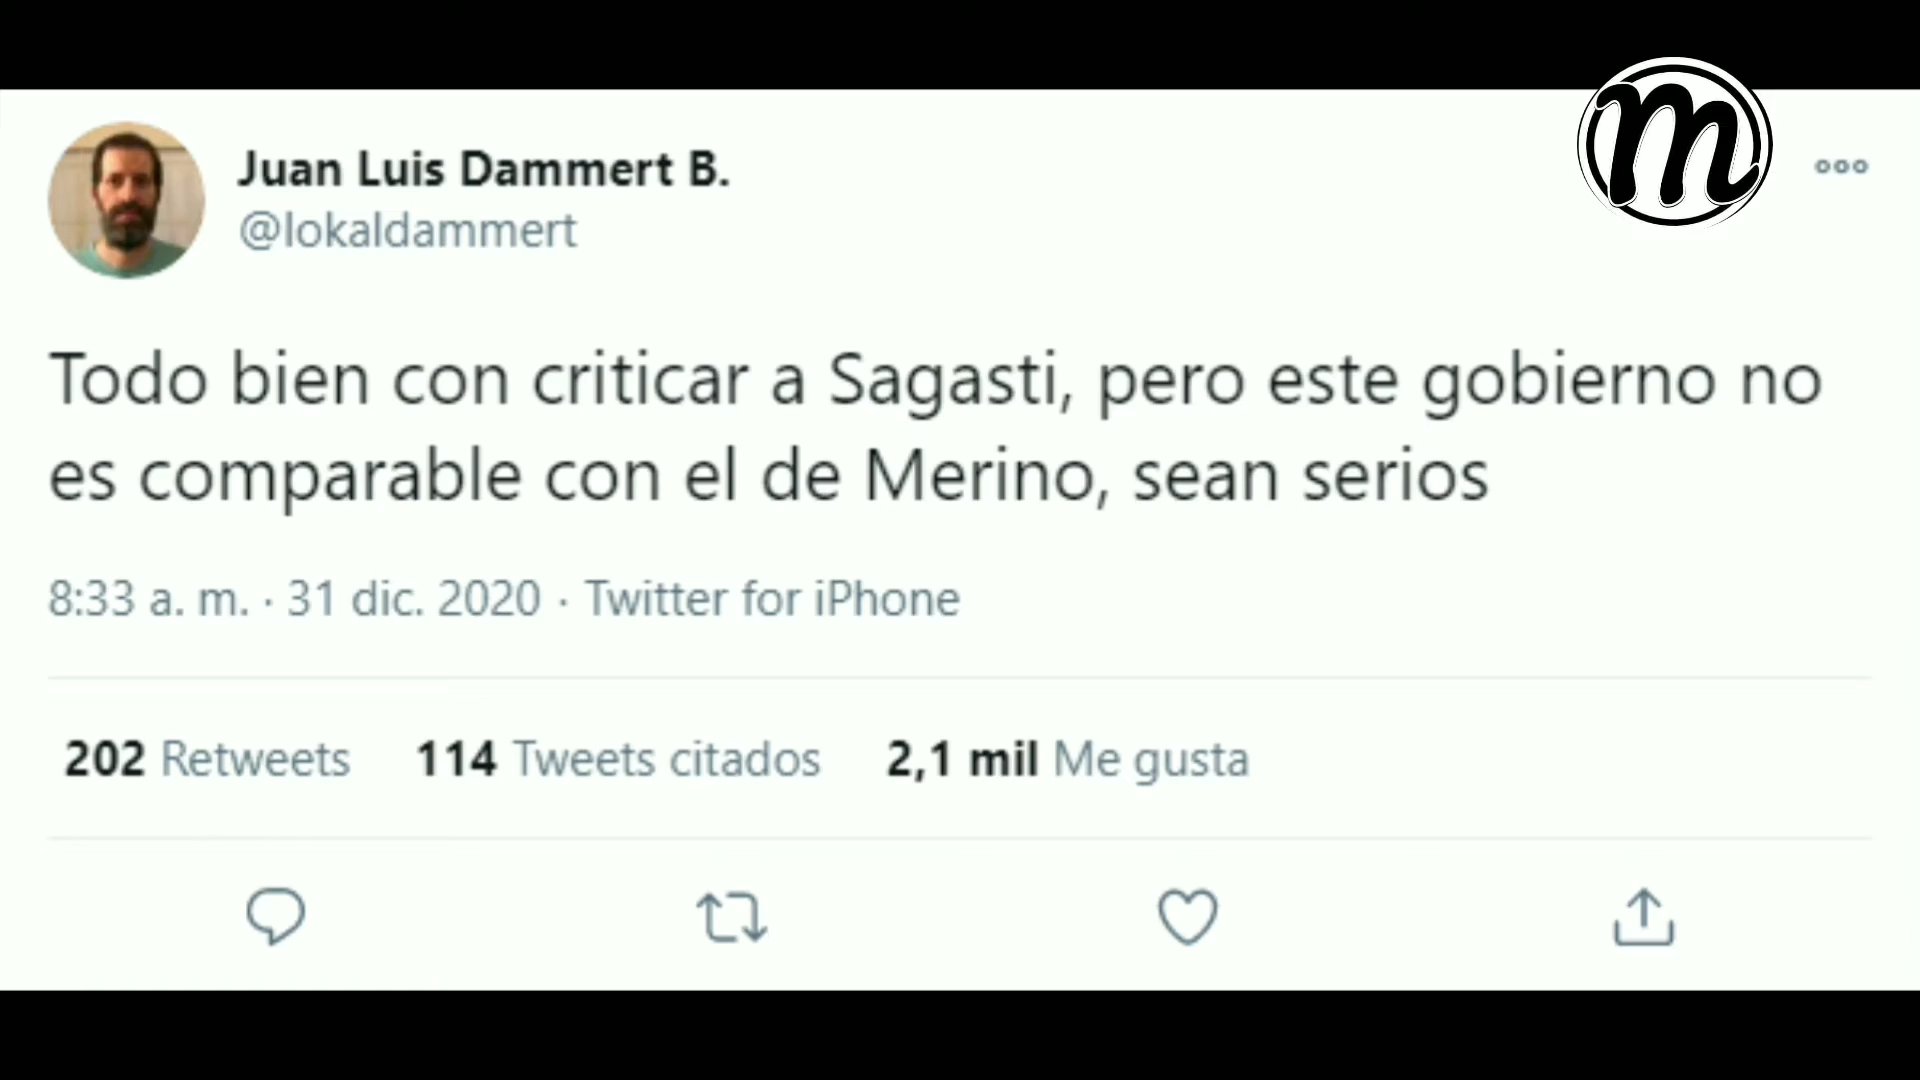 m
Juan Luis Dammert B.
@lokaldammert
Todo bien con criticar a Sagasti, pero este gobierno no
es comparable con el de Merino, sean serios
8:33 a. m. · 31 dic. 2020 · Twitter for iPhone
202 Retweets 114 Tweets citados 2,1 mil Me gusta